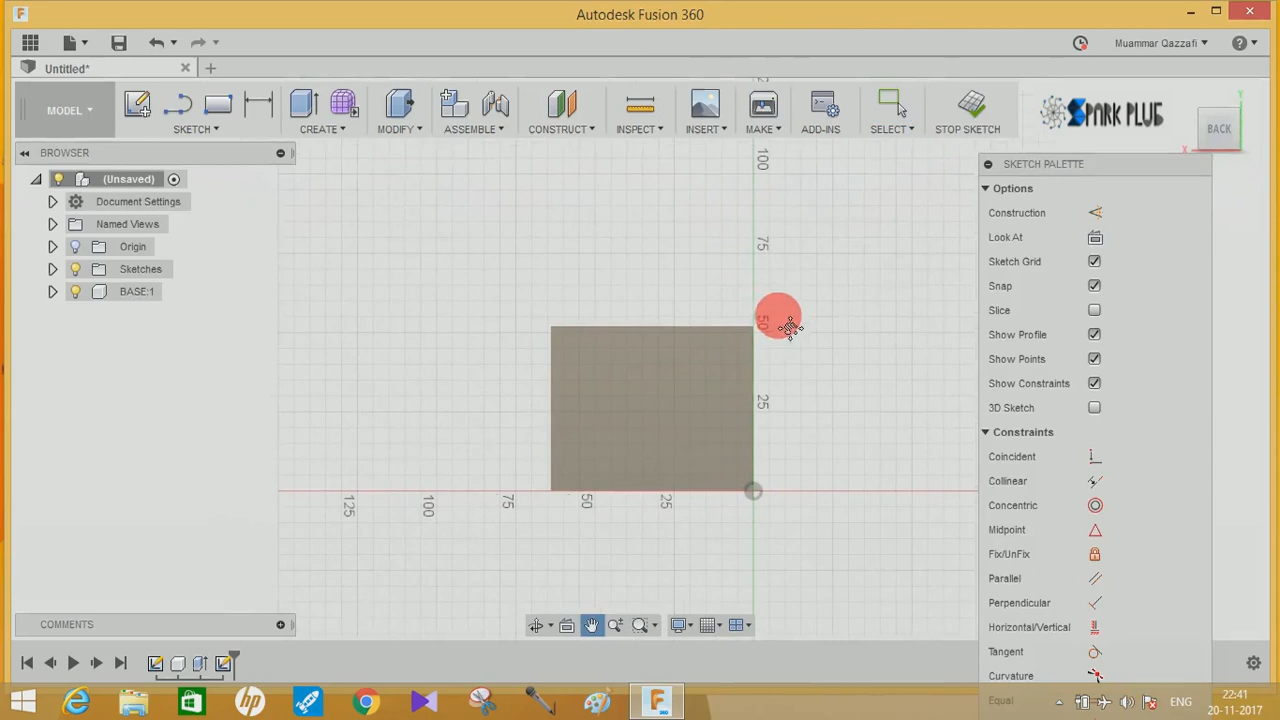 Autodesk Fusion 360
Muammar Qazzafi
Untitled*
MODEL
SKETCH
CREATE
MODIFY
ASSEMBLE
CONSTRUCT
INSPECT
INSERT
MAKE
ADD-INS
SELECT
STOP SKETCH
SPARK PLUG
BACK
Y
X
BROWSER
(Unsaved)
Document Settings
Named Views
Origin
Sketches
BASE:1
100
75
50
25
125
100
75
50
25
SKETCH PALETTE
Options
Construction
Look At
Sketch Grid
Snap
Slice
Show Profile
Show Points
Show Constraints
3D Sketch
Constraints
Coincident
Collinear
Concentric
Midpoint
Fix/UnFix
Parallel
Perpendicular
Horizontal/Vertical
Tangent
Curvature
Equal
COMMENTS
hp
F
360
ENG
22:41
20-11-2017